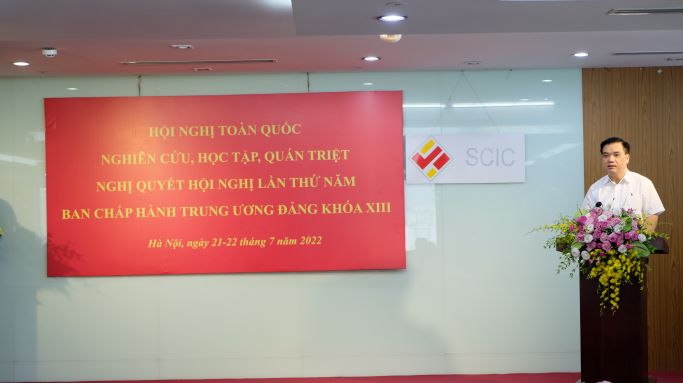 HỘI NGHỊ TOÀN QUỐC
NGHIÊN CỨU, HỌC TẬP, QUÁN TRIỆT
NGHỊ QUYẾT HỘI NGHỊ LẦN THỨ NĂM
BAN CHẤP HÀNH TRUNG ƯƠNG ĐẢNG KHÓA XIII
Hà Nội, ngày 21-22 tháng 7 năm 2022
SCIC